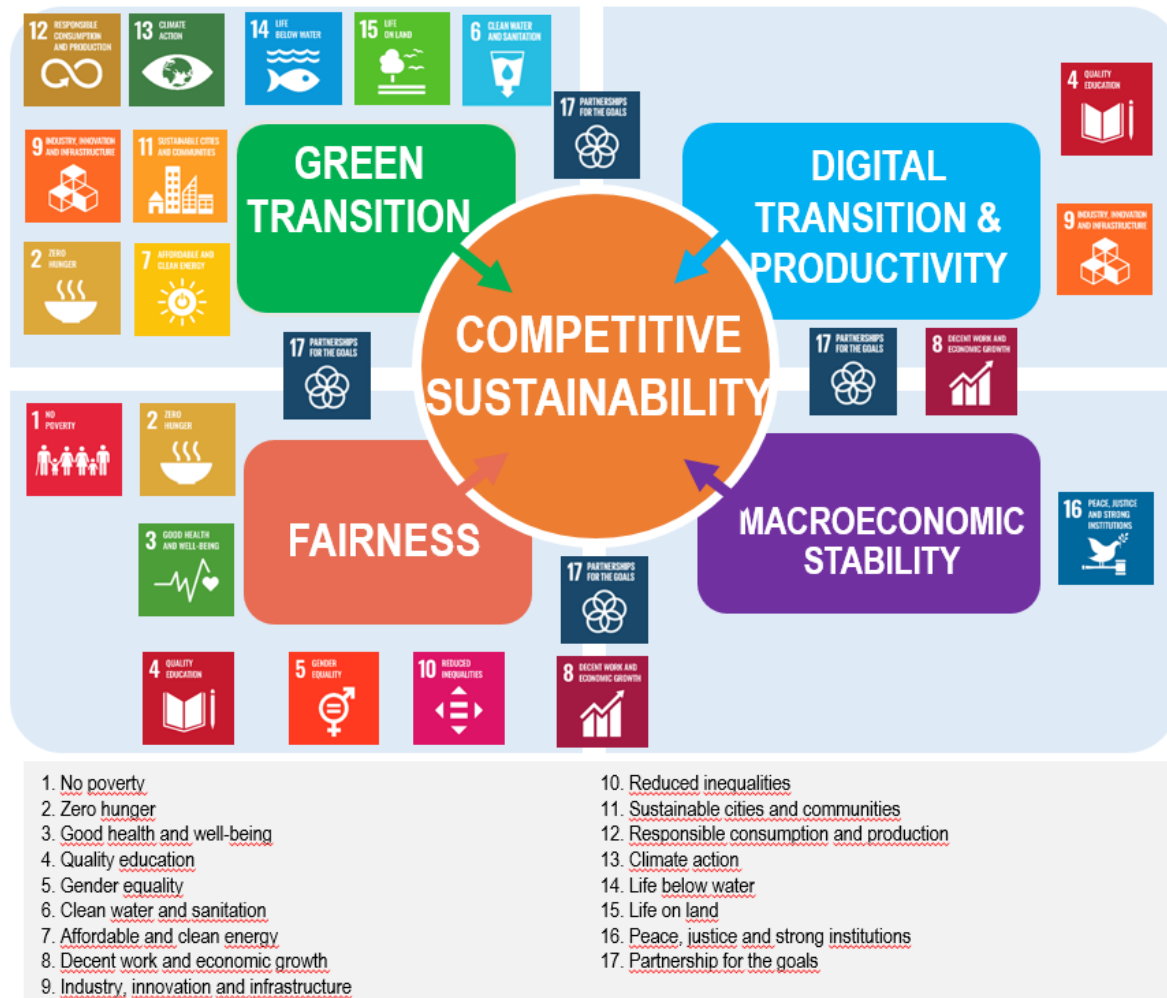 12 RESPONSIBLE
CONSUMPTION
AND PRODUCTION
13 CLIMATE
ACTION
14 LIFE
BELOW WATER
15 LIFE
ON LAND
6 CLEAN WATER
AND SANITATION
17 PARTNERSHIPS
FOR THE GOALS
4 QUALITY
EDUCATION
9 INDUSTRY, INNOVATION
AND INFRASTRUCTURE
11 SUSTAINABLE CITIES
AND COMMUNITIES
GREEN
TRANSITION
DIGITAL
TRANSITION &
PRODUCTIVITY
9 INDUSTRY, INNOVATION
AND INFRASTRUCTURE
2 ZERO
HUNGER
7 AFFORDABLE AND
CLEAN ENERGY
COMPETITIVE
SUSTAINABILITY
17 PARTNERSHIPS
FOR THE GOALS
17 PARTNERSHIPS
FOR THE GOALS
8 DECENT WORK AND
ECONOMIC GROWTH
1 NO
POVERTY
2 ZERO
HUNGER
3 GOOD HEALTH
AND WELL-BEING
FAIRNESS
MACROECONOMIC
STABILITY
16 PEACE, JUSTICE
AND STRONG
INSTITUTIONS
17 PARTNERSHIPS
FOR THE GOALS
4 QUALITY
EDUCATION
5 GENDER
EQUALITY
10 REDUCED
INEQUALITIES
8 DECENT WORK AND
ECONOMIC GROWTH
1. No poverty
2. Zero hunger
3. Good health and well-being
4. Quality education
5. Gender equality
6. Clean water and sanitation
7. Affordable and clean energy
8. Decent work and economic growth
9. Industry, innovation and infrastructure
10. Reduced inequalities
11. Sustainable cities and communities
12. Responsible consumption and production
13. Climate action
14. Life below water
15. Life on land
16. Peace, justice and strong institutions
17. Partnership for the goals